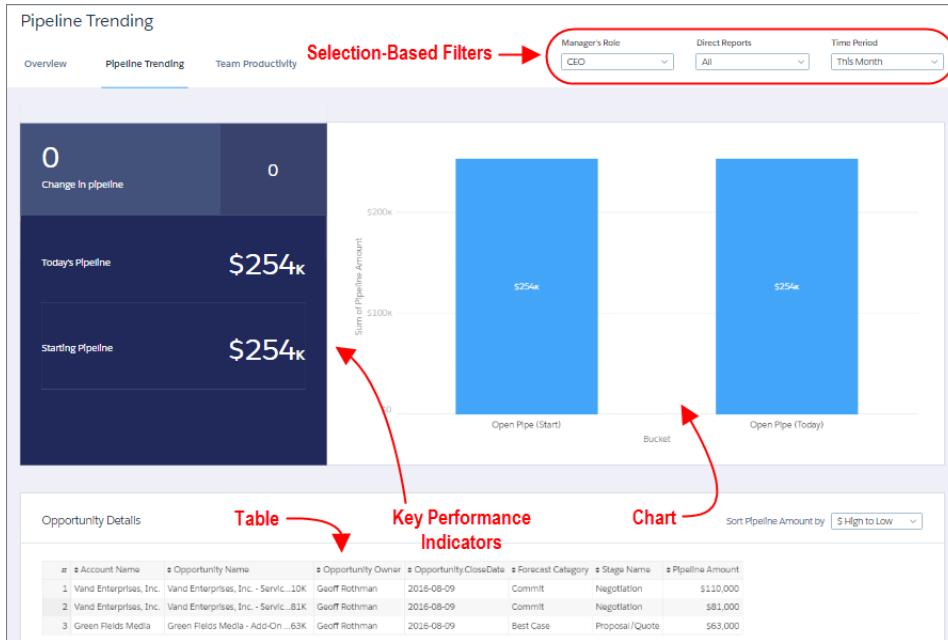 Pipeline Trending
Overview
Pipeline Trending
Team Productivity
Selection-Based Filters
Manager's Role
Direct Reports
Time Period
CEO
All
This Month
0
Change in pipeline
0
Today's Pipeline
$254K
Starting Pipeline
$254K
Sum of Pipeline Amount
$200K
$100K
$0
$254K
$254K
Open Pipe (Start)
Open Pipe (Today)
Bucket
Opportunity Details
Table
Key Performance
Indicators
Chart
Sort Pipeline Amount by
$ High to Low
# Account Name Opportunity Name Opportunity Owner Opportunity.CloseDate Forecast Category Stage Name Pipeline Amount
1 Vand Enterprises, Inc. Vand Enterprises, Inc. - Servic...10K Geoff Rothman 2016-08-09 Commit Negotiation $110,000
2 Vand Enterprises, Inc. Vand Enterprises, Inc. - Servic...81K Geoff Rothman 2016-08-09 Commit Negotiation $81,000
3 Green Fields Media Green Fields Media - Add-On ...63K Geoff Rothman 2016-08-09 Best Case Proposal/Quote $63,000